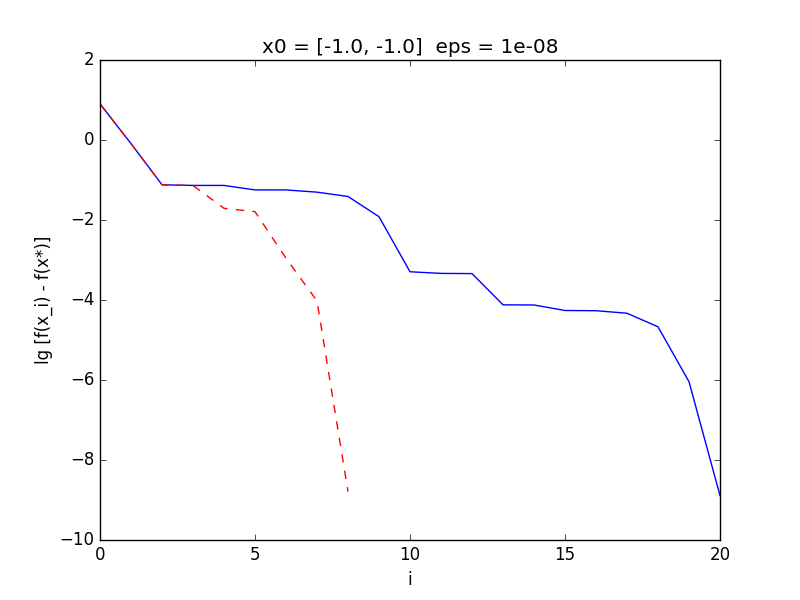 x0 = [-1.0, -1.0]  eps = 1e-08
2
0
−2
−4
−6
−8
−10
lg [f(x_i) - f(x*)]
0 5 10 15 20
i